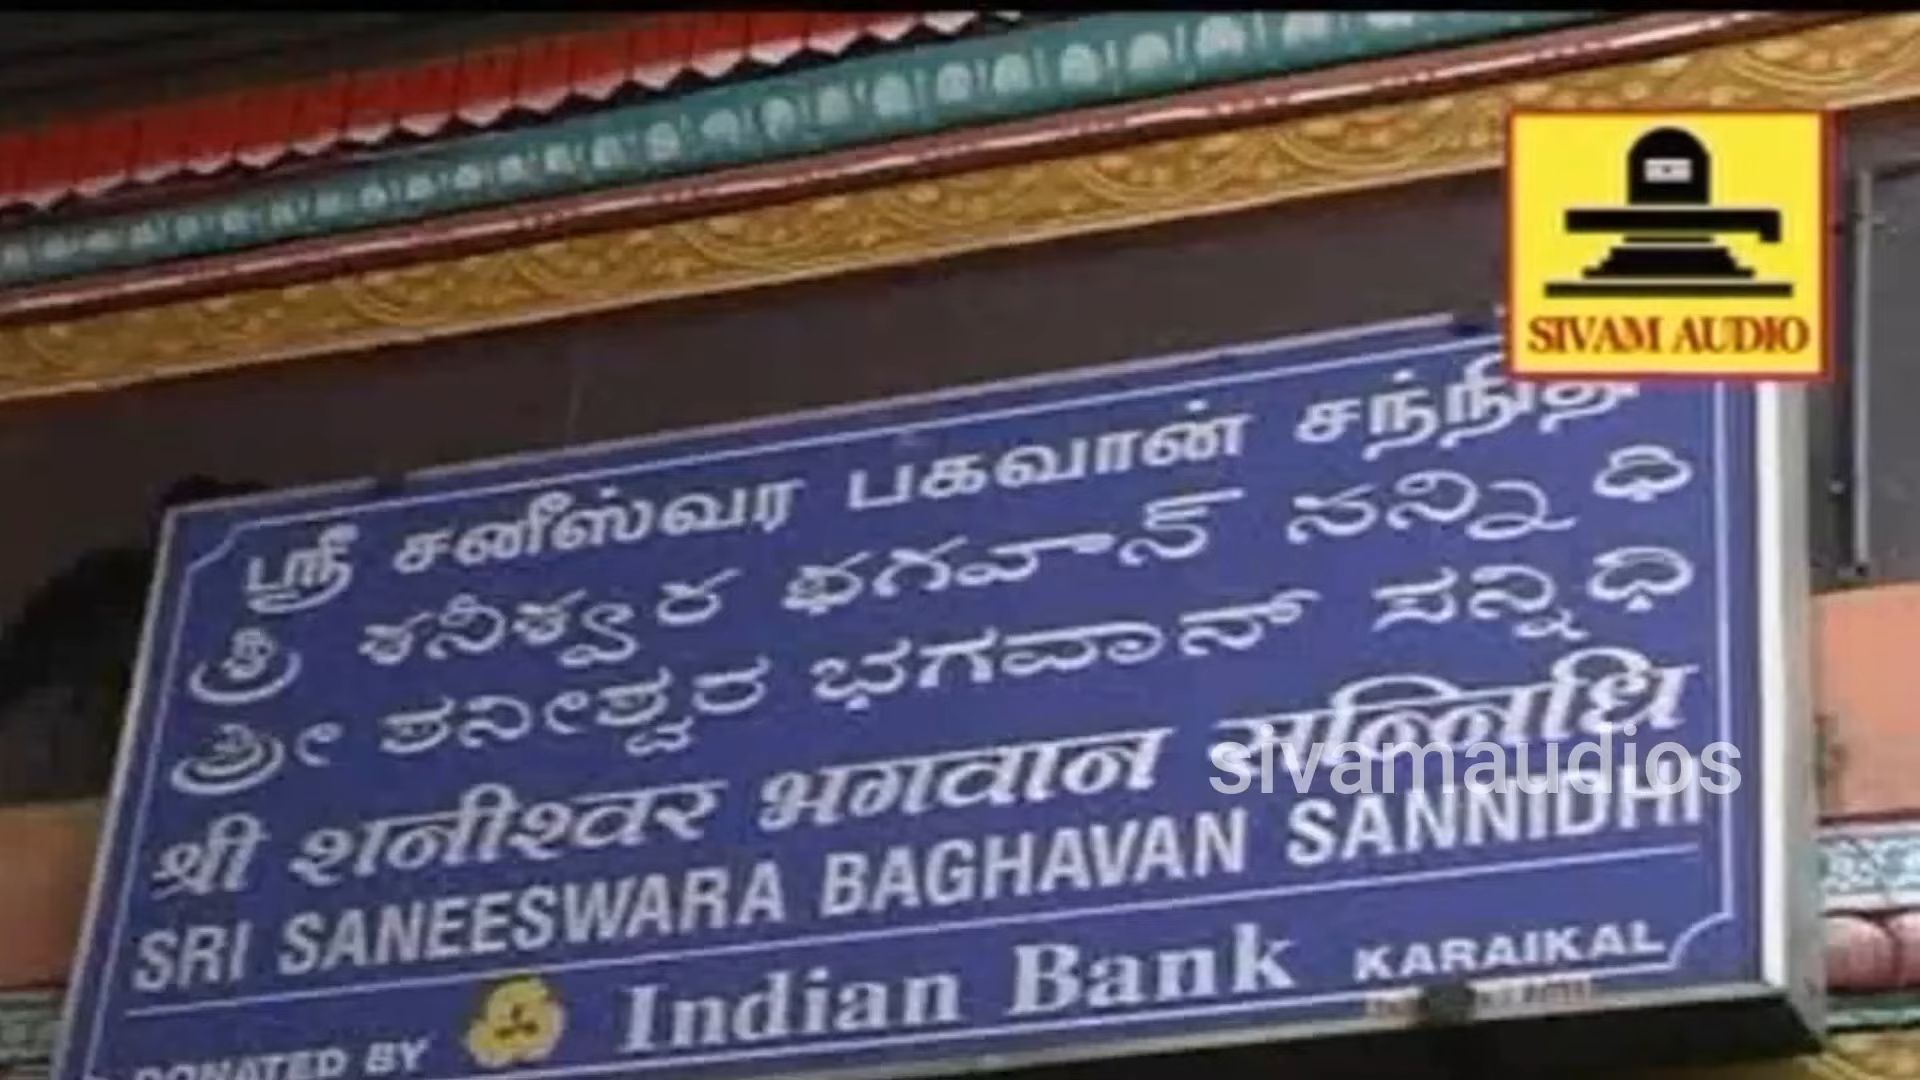 SIVAM AUDIO
ஸ்ரீ சனீஸ்வர பகவான் சந்நிதி
శ్రీ శనీశ్వర భగవాన్ సన్నిధి
ಶ್ರೀ ಶನೀಶ್ವರ ಭಗವಾನ್ ಸನ್ನಿಧಿ
श्री शनीश्वर भगवान सन्निधि
sivamaudios
SRI SANEESWARA BAGHAVAN SANNIDHI
DONATED BY Indian Bank KARAIKAL